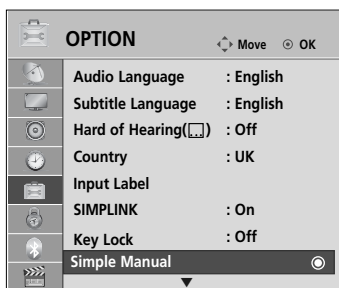 OPTION Move OK
Audio Language : English
Subtitle Language : English
Hard of Hearing( ) : Off
Country : UK
Input Label
SIMPLINK : On
Key Lock : Off
Simple Manual